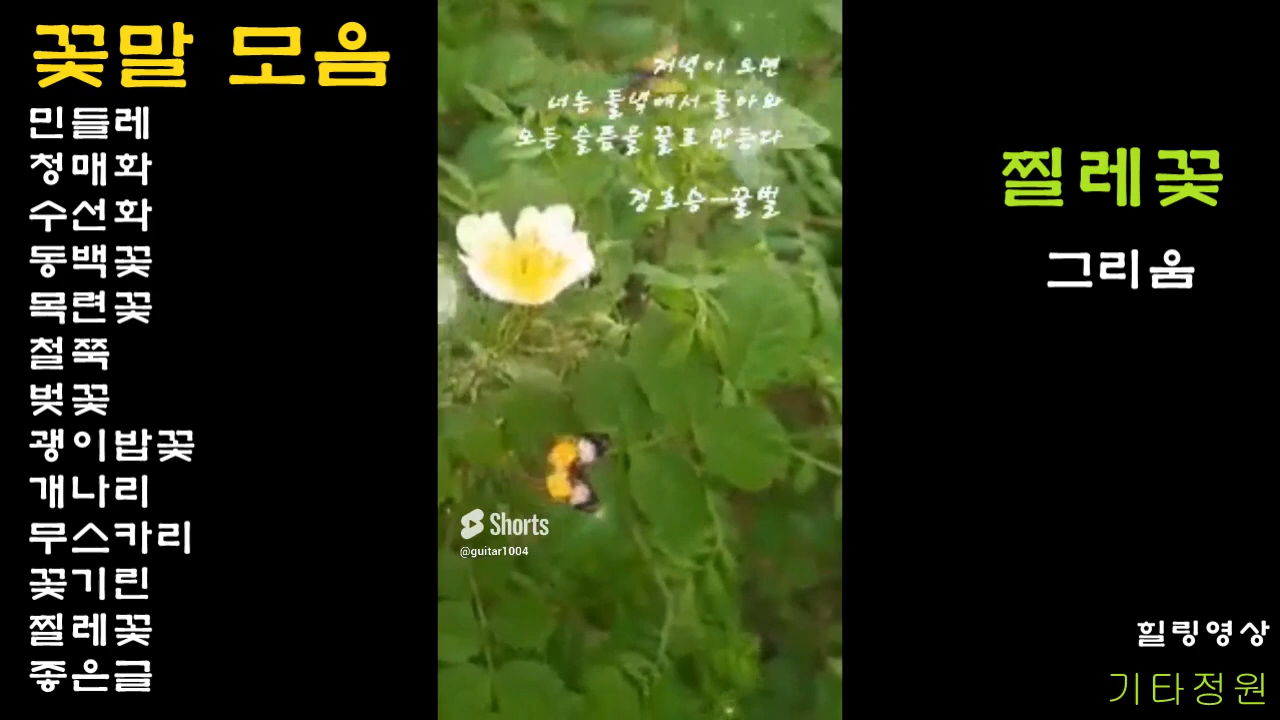 꽃말 모음
민들레
청매화
수선화
동백꽃
목련꽃
철쭉
벚꽃
괭이밥꽃
개나리
무스카리
꽃기린
찔레꽃
좋은글
저녁이 오면
너는 들녘에서 돌아와
모든 슬픔을 꿀로 만든다
정호승-꿀벌
Shorts
@guitar1004
찔레꽃
그리움
힐링영상
기타정원